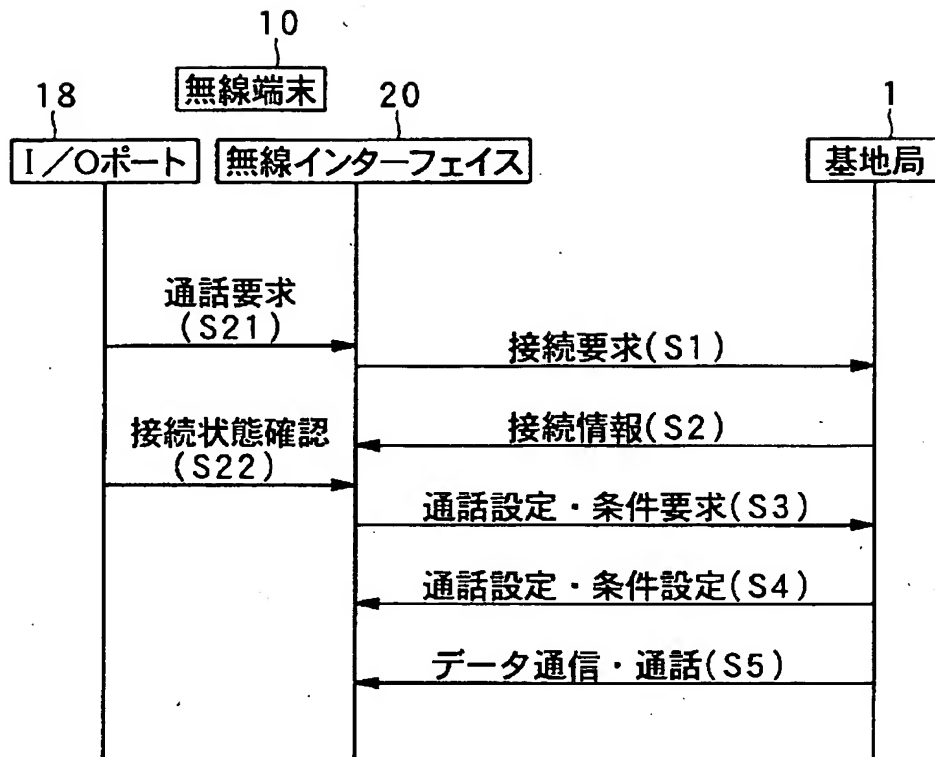 10
無線端末
18
20
1
I/Oポート
無線インターフェイス
基地局
通話要求
(S21)
接続要求(S1)
接続情報(S2)
接続状態確認
(S22)
通話設定・条件要求(S3)
通話設定・条件設定(S4)
データ通信・通話(S5)